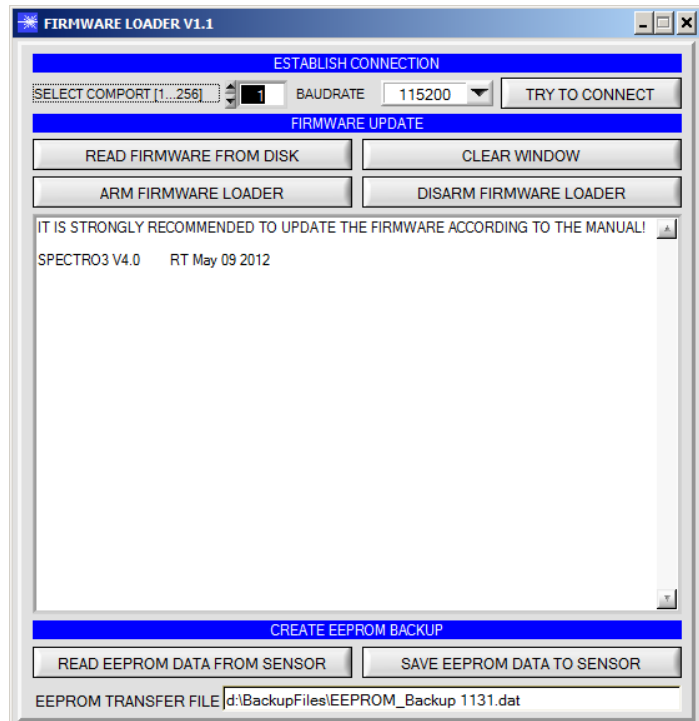 FIRMWARE LOADER V1.1
ESTABLISH CONNECTION
SELECT COMPORT [1...256] 1 BAUDRATE 115200 TRY TO CONNECT
FIRMWARE UPDATE
READ FIRMWARE FROM DISK CLEAR WINDOW
ARM FIRMWARE LOADER DISARM FIRMWARE LOADER
IT IS STRONGLY RECOMMENDED TO UPDATE THE FIRMWARE ACCORDING TO THE MANUAL!
SPECTRO3 V4.0 RT May 09 2012
CREATE EEPROM BACKUP
READ EEPROM DATA FROM SENSOR SAVE EEPROM DATA TO SENSOR
EEPROM TRANSFER FILE d:\BackupFiles\EEPROM_Backup 1131.dat